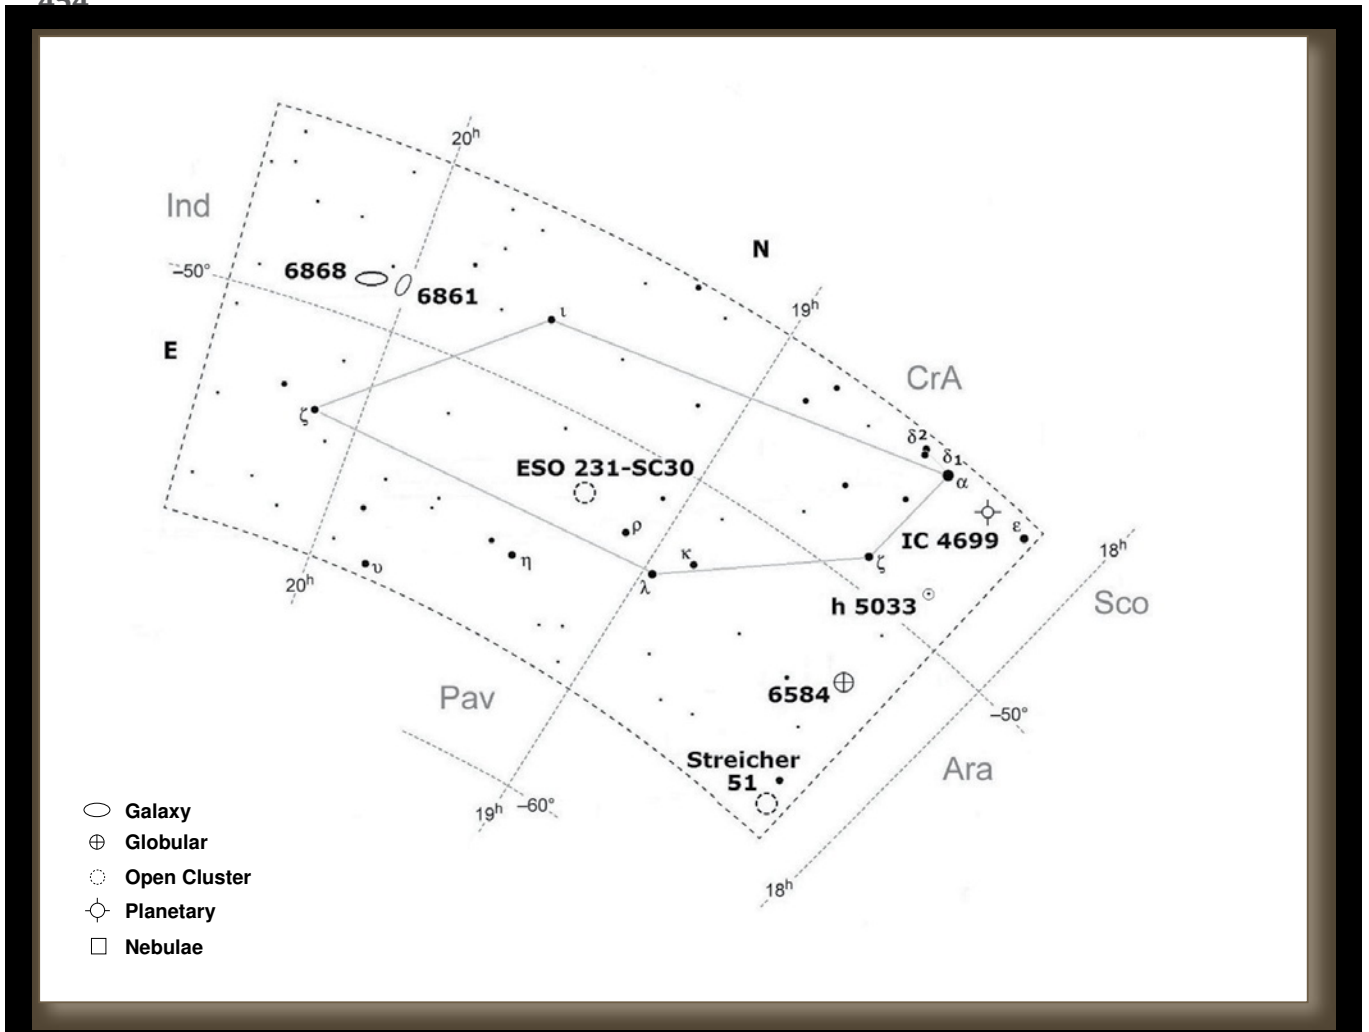 454
20ʰ
Ind
N
–50°
6868
6861
19ʰ
ι
E
CrA
ζ
δ2
δ1
α
ESO 231-SC30
ε
IC 4699
ρ
18ʰ
κ
η
ζ
υ
20ʰ
λ
h 5033
Sco
6584
Pav
–50°
Streicher
51
Ara
19ʰ
–60°
Galaxy
Globular
Open Cluster
18ʰ
Planetary
Nebulae